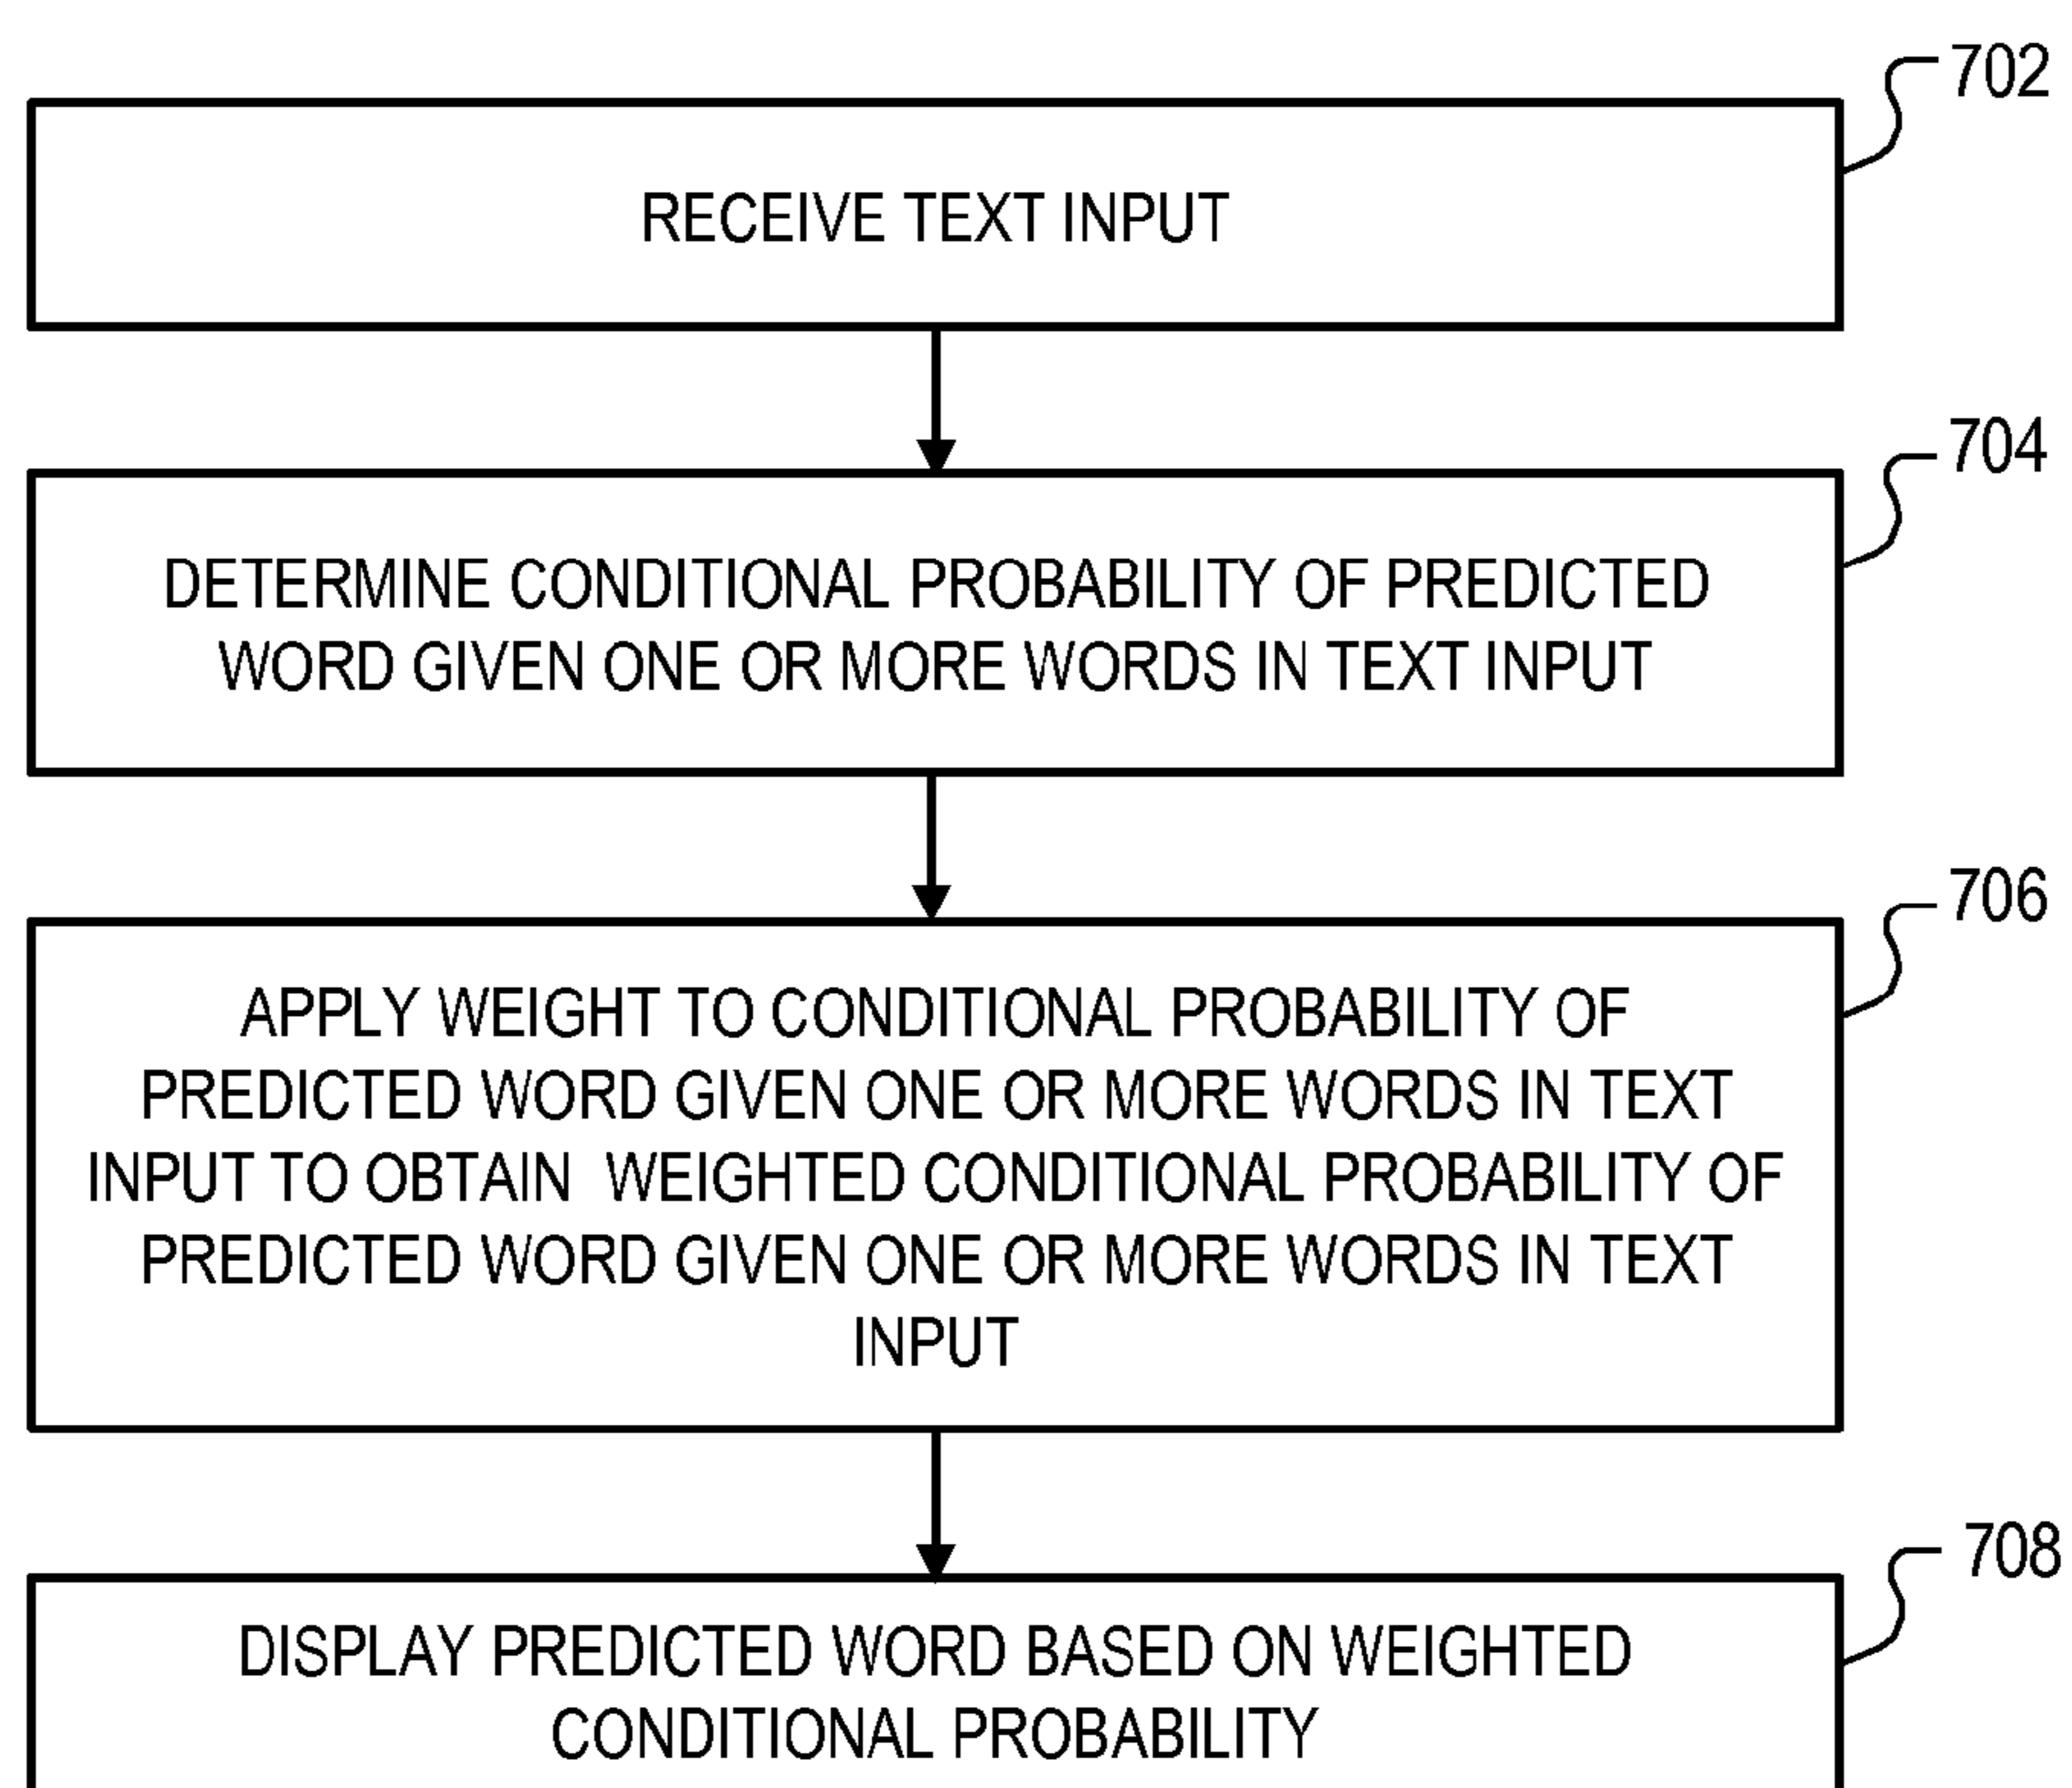 702
RECEIVE TEXT INPUT
704
DETERMINE CONDITIONAL PROBABILITY OF PREDICTED
WORD GIVEN ONE OR MORE WORDS IN TEXT INPUT
706
APPLY WEIGHT TO CONDITIONAL PROBABILITY OF
PREDICTED WORD GIVEN ONE OR MORE WORDS IN TEXT
INPUT TO OBTAIN WEIGHTED CONDITIONAL PROBABILITY OF
PREDICTED WORD GIVEN ONE OR MORE WORDS IN TEXT
INPUT
708
DISPLAY PREDICTED WORD BASED ON WEIGHTED
CONDITIONAL PROBABILITY